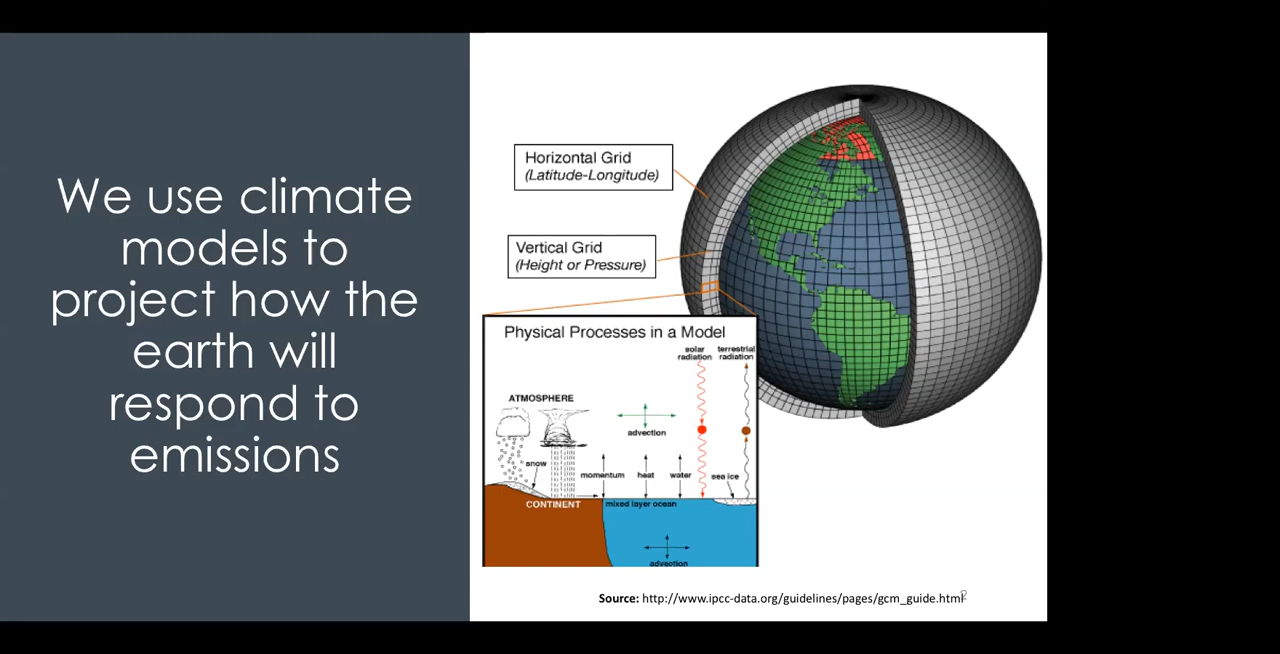 We use climate
models to
project how the
earth will
respond to
emissions
Horizontal Grid
(Latitude-Longitude)
Vertical Grid
(Height or Pressure)
Physical Processes in a Model
solar
radiation
terrestrial
radiation
ATMOSPHERE
advection
snow
momentum
heat
water
sea ice
CONTINENT
mixed layer ocean
advection
Source: http://www.ipcc-data.org/guidelines/pages/gcm_guide.html
2